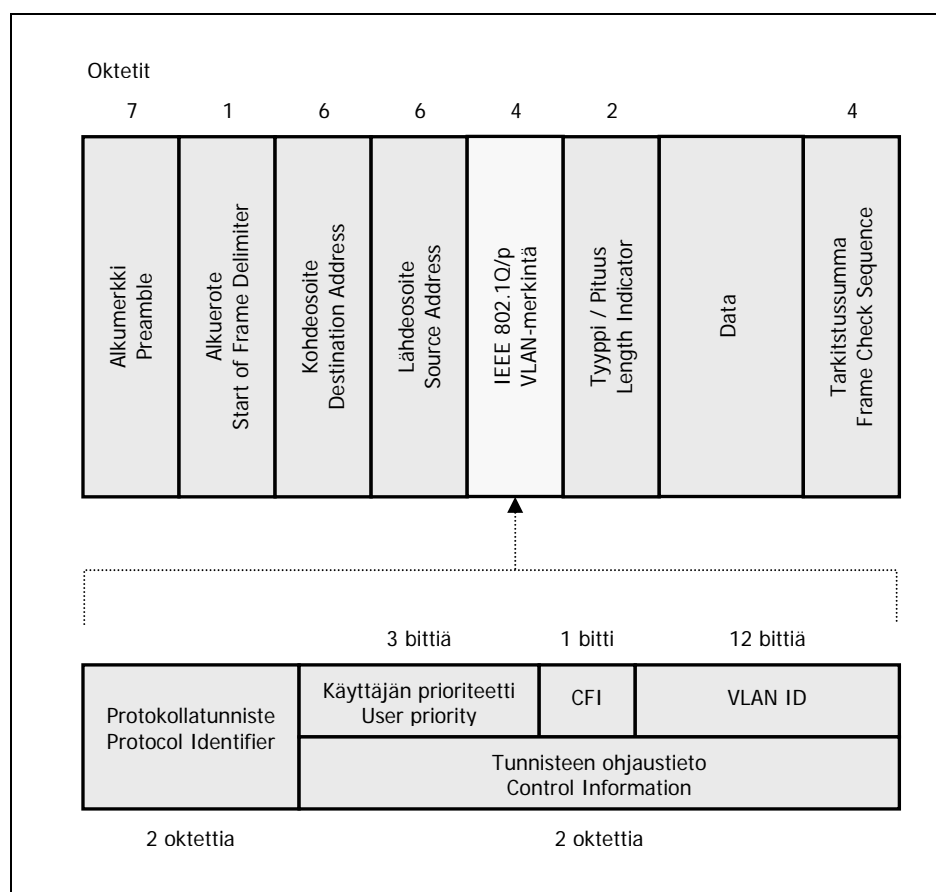 Oktetit
7 1 6 6 4 2 4
Alkumerkki
Preamble
Alkuerote
Start of Frame Delimiter
Kohdeosoite
Destination Address
Lähdeosoite
Source Address
IEEE 802.1Q/p
VLAN-merkintä
Tyyppi / Pituus
Length Indicator
Data
Tarkitstussumma
Frame Check Sequence
3 bittiä 1 bitti 12 bittiä
Protokollatunniste
Protocol Identifier
Käyttäjän prioriteetti
User priority
CFI
VLAN ID
Tunnisteen ohjaustieto
Control Information
2 oktettia 2 oktettia